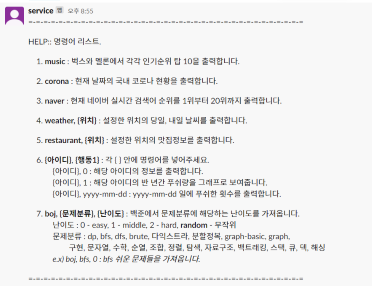 service 앱 오후 8:55
-=-=-=-=-=-=-=-=-=-=-=-=-=-=-=-=-=-=-=-=-=-=-=-=-=-=-=-=-=-=-=
HELP:: 명령어 리스트.
1. music : 벅스와 멜론에서 각각 인기순위 탑 10을 출력합니다.
2. corona : 현재 날짜의 국내 코로나 현황을 출력합니다.
3. naver : 현재 네이버 실시간 검색어 순위를 1위부터 20위까지 출력합니다.
4. weather, {위치} : 설정한 위치의 당일, 내일 날씨를 출력합니다.
5. restaurant, {위치} : 설정한 위치의 맛집정보를 출력합니다.
6. {아이디}, {행동1} : 각 { } 안에 명령어를 넣어주세요.
{아이디}, 0 : 해당 아이디의 정보를 출력합니다.
{아이디}, 1 : 해당 아이디의 반 년간 푸쉬량을 그래프로 보여줍니다.
{아이디}, yyyy-mm-dd : yyyy-mm-dd 일에 푸쉬한 횟수를 출력합니다.
7. boj, {문제분류}, {난이도} : 백준에서 문제분류에 해당하는 난이도를 가져옵니다.
난이도 : 0 - easy, 1 - middle, 2 - hard, random - 무작위
문제분류 : dp, bfs, dfs, brute, 다익스트라, 분할정복, graph-basic, graph,
구현, 문자열, 수학, 순열, 조합, 정렬, 탐색, 자료구조, 백트래킹, 스택, 큐, 덱, 해싱
e.x) boj, bfs, 0 : bfs 쉬운 문제들을 가져옵니다.
-=-=-=-=-=-=-=-=-=-=-=-=-=-=-=-=-=-=-=-=-=-=-=-=-=-=-=-=-=-=-=